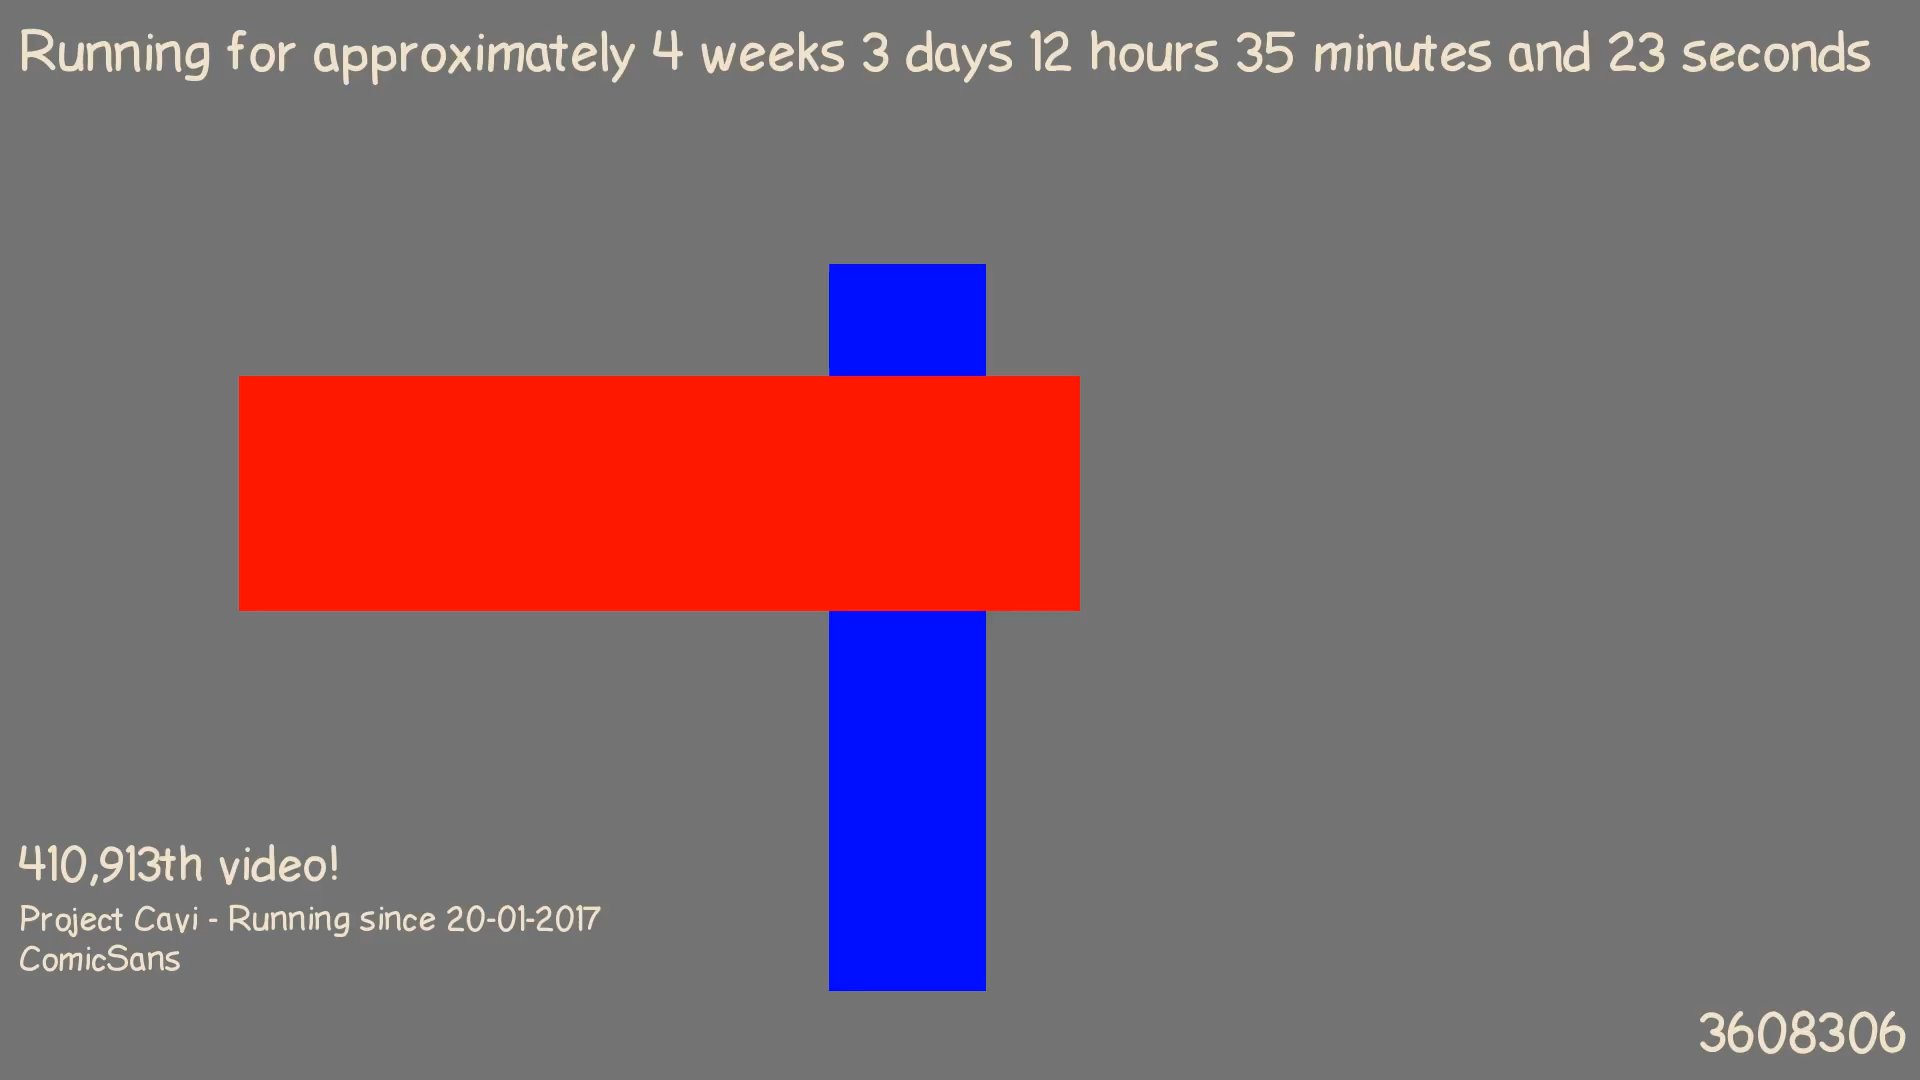 Running for approximately 4 weeks 3 days 12 hours 35 minutes and 23 seconds
410,913th video!
Project Cavi - Running since 20-01-2017
ComicSans
3608306